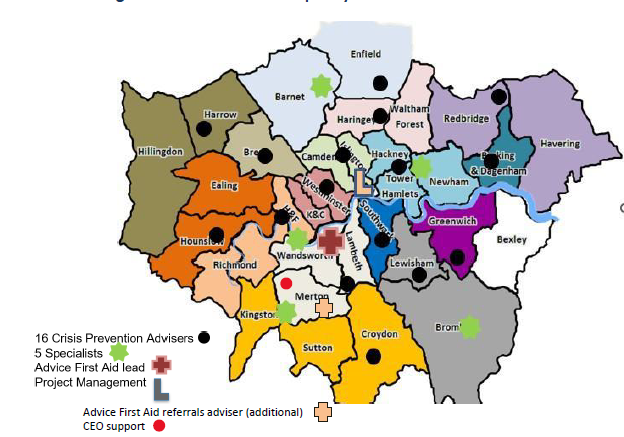 Enfield
Barnet
Haringey
Waltham
Forest
Redbridge
Havering
Harrow
Hillingdon
Camden
Islington
Hackney
Tower
Hamlets
Newham
& Dagenham
Ealing
Westminster
K&C
H&F
Hounslow
Richmond
Wandsworth
Lambeth
Southwark
Lewisham
Greenwich
Bexley
Merton
Kingston
Sutton
Croydon
16 Crisis Prevention Advisers
5 Specialists
Advice First Aid lead
Project Management
Advice First Aid referrals adviser (additional)
CEO support